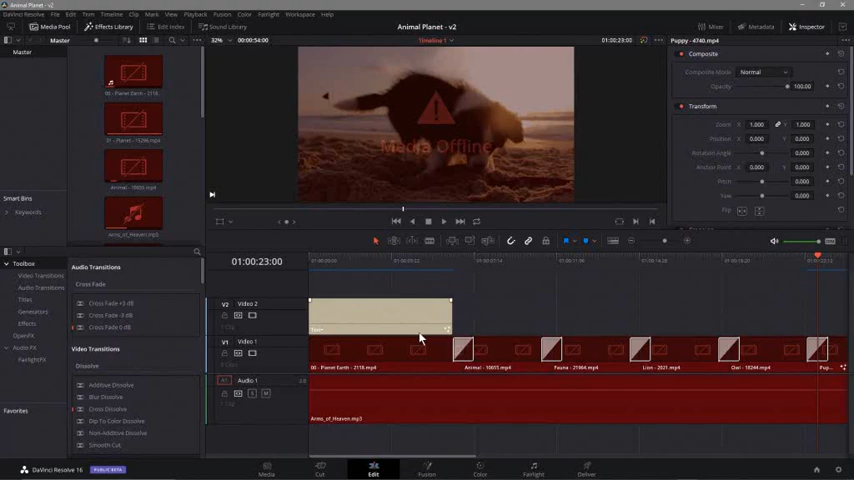 Animal Planet - v2
DaVinci Resolve File Edit Trim Timeline Clip Mark View Playback Fusion Color Fairlight Workspace Help
Media Pool Effects Library Edit Index Sound Library Animal Planet - v2 Mixer Metadata Inspector
Master 32% 00:00:54:00 Timeline 1 01:00:23:00 Puppy - 4740.mp4
Master
00 - Planet Earth - 2118
01 - Planet - 15296.mp4
Animal - 10655.mp4
Arms_of_Heaven.mp3
Smart Bins
Keywords
Media Offline
Composite
Composite Mode Normal
Opacity 100.00
Transform
Zoom X 1.000 Y 1.000
Position X 0.000 Y 0.000
Rotation Angle 0.000
Anchor Point X 0.000 Y 0.000
Pitch 0.000
Yaw 0.000
Flip
Toolbox
Video Transitions
Audio Transitions
Titles
Generators
Effects
OpenFX
Audio FX
FairlightFX
Favorites
Audio Transitions
Cross Fade
Cross Fade +3 dB
Cross Fade -3 dB
Cross Fade 0 dB
Video Transitions
Dissolve
Additive Dissolve
Blur Dissolve
Cross Dissolve
Dip To Color Dissolve
Non-Additive Dissolve
Smooth Cut
01:00:23:00
V2 Video 2
1 Clip
V1 Video 1
A1 Audio 1 2.0
S M
00 - Planet Earth - 2118.mp4 Animal - 10655.mp4 Fauna - 21964.mp4 Lion - 2021.mp4 Owl - 18244.mp4 Pup...
Arms_of_Heaven.mp3
DaVinci Resolve 16 PUBLIC BETA
Media Cut Edit Fusion Color Fairlight Deliver